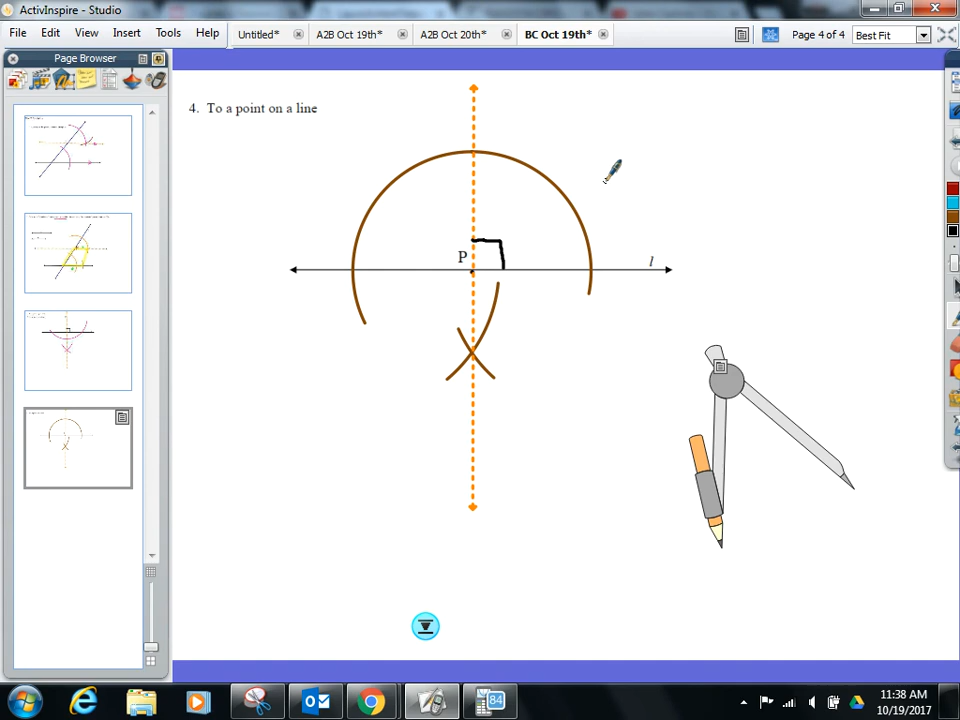 ActivInspire - Studio
File Edit View Insert Tools Help
Untitled* A2B Oct 19th* A2B Oct 20th* BC Oct 19th*
Page 4 of 4 Best Fit
Page Browser
4. To a point on a line
P
l
84
11:38 AM
10/19/2017